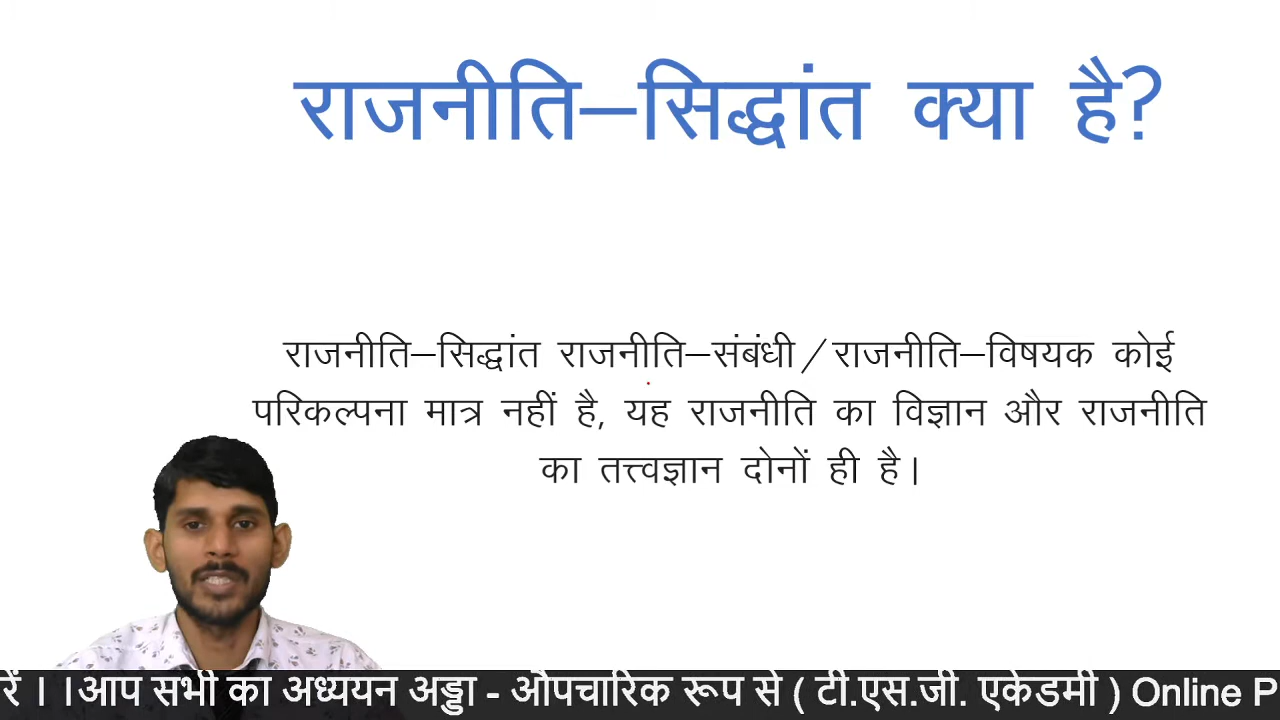 राजनीति–सिद्धांत क्या है?
राजनीति–सिद्धांत राजनीति–संबंधी/राजनीति–विषयक कोई
परिकल्पना मात्र नहीं है, यह राजनीति का विज्ञान और राजनीति
का तत्त्वज्ञान दोनों ही है।
रें । ।आप सभी का अध्ययन अड्डा - औपचारिक रूप से ( टी.एस.जी. एकेडमी ) Online P